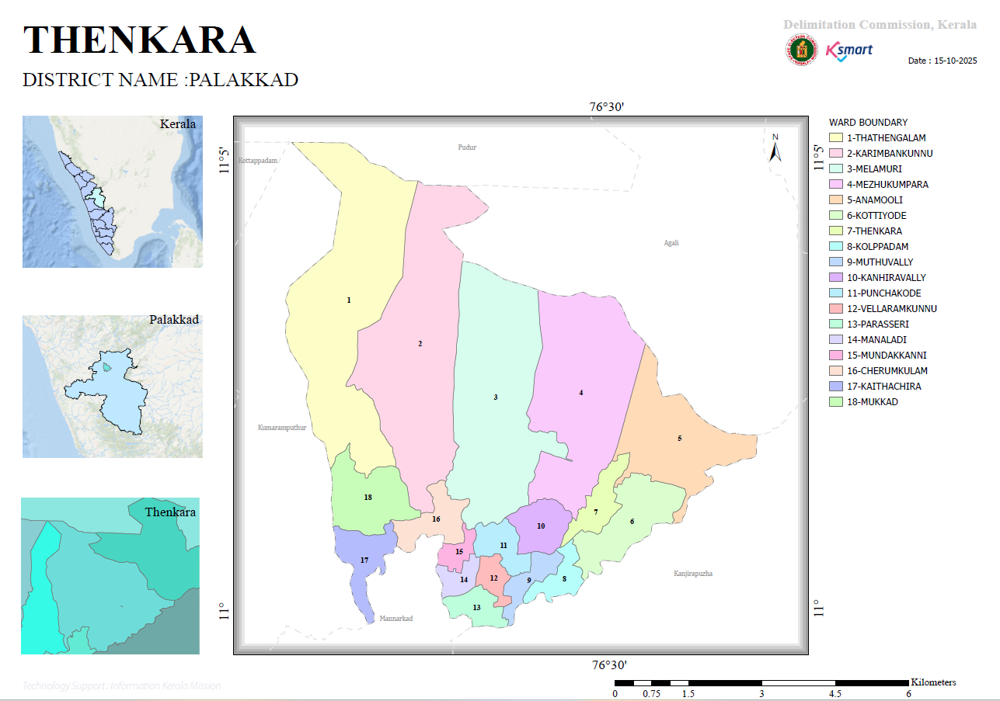 THENKARA
DISTRICT NAME :PALAKKAD
Delimitation Commission, Kerala
Ksmart
Date : 15-10-2025
Kerala
Palakkad
Thenkara
76°30'
11°5'
11°5'
11°
11°
76°30'
Pudur
Kottappadam
Agali
Kumaramputhur
Kanjirapuzha
Mannarkad
N
1
2
3
4
5
18
16
7
6
10
17
15
11
14
12
9
8
13
WARD BOUNDARY
1-THATHENGALAM
2-KARIMBANKUNNU
3-MELAMURI
4-MEZHUKUMPARA
5-ANAMOOLI
6-KOTTIYODE
7-THENKARA
8-KOLPPADAM
9-MUTHUVALLY
10-KANHIRAVALLY
11-PUNCHAKODE
12-VELLARAMKUNNU
13-PARASSERI
14-MANALADI
15-MUNDAKKANNI
16-CHERUMKULAM
17-KAITHACHIRA
18-MUKKAD
Technology Support : Information Kerala Mission
Kilometers
0 0.75 1.5 3 4.5 6